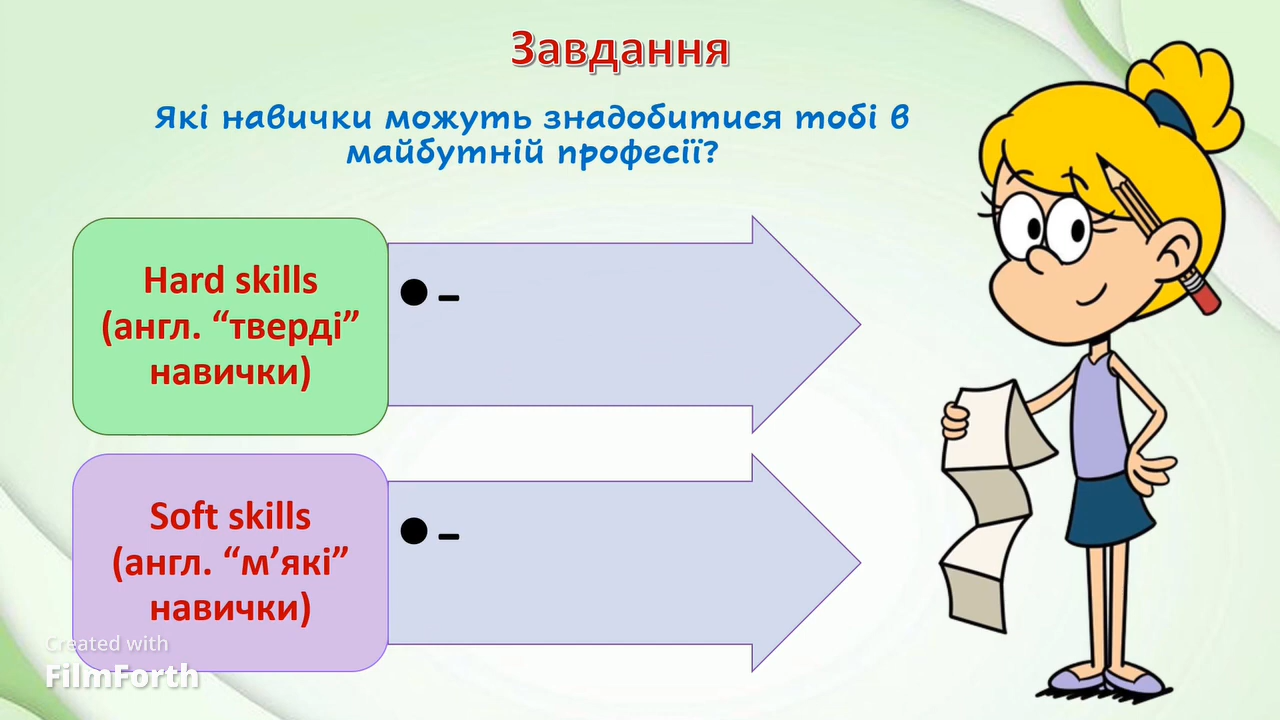 Завдання
Які навички можуть знадобитися тобі в
майбутній професії?
Hard skills
(англ. “тверді”
навички)
● –
Soft skills
(англ. “м’які”
навички)
● –
Created with
FilmForth